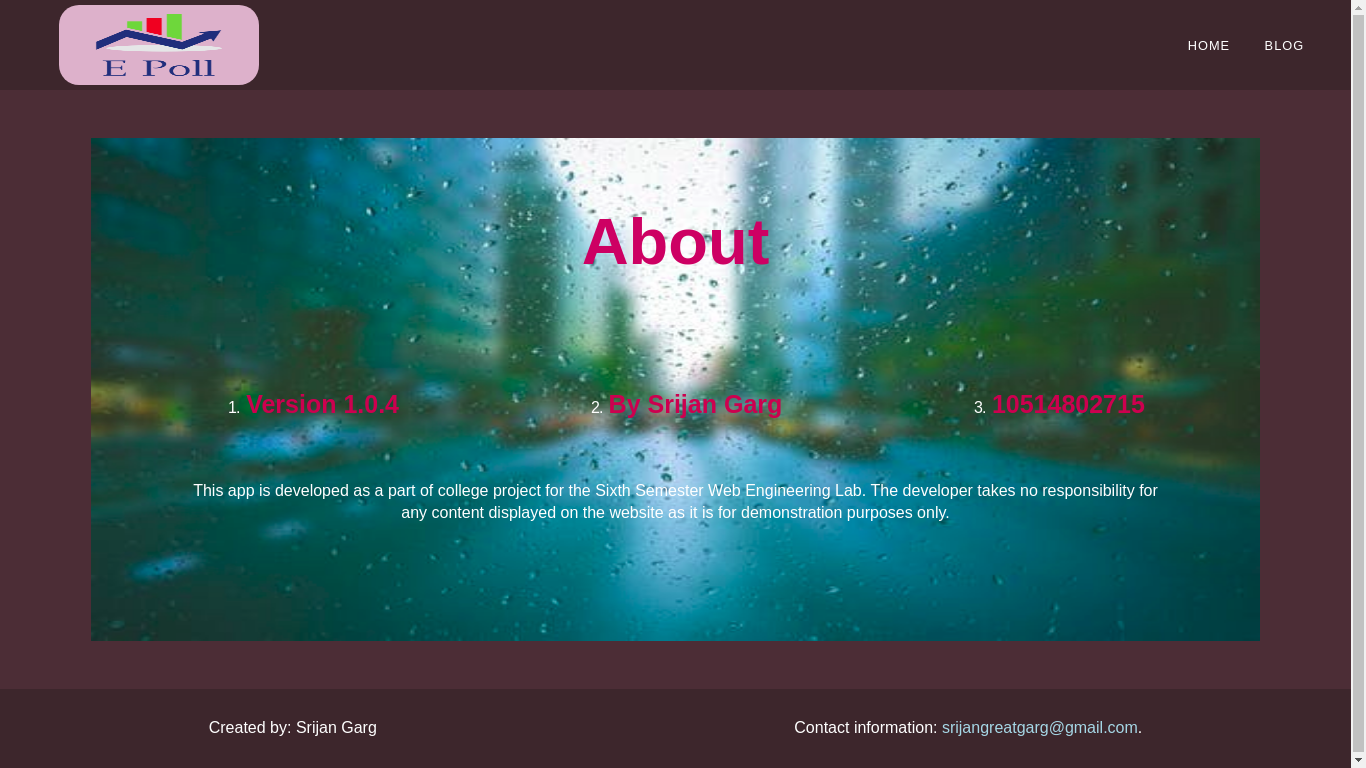 E Poll
HOME BLOG
About
1. Version 1.0.4
2. By Srijan Garg
3. 10514802715
This app is developed as a part of college project for the Sixth Semester Web Engineering Lab. The developer takes no responsibility for
any content displayed on the website as it is for demonstration purposes only.
Created by: Srijan Garg
Contact information: srijangreatgarg@gmail.com.